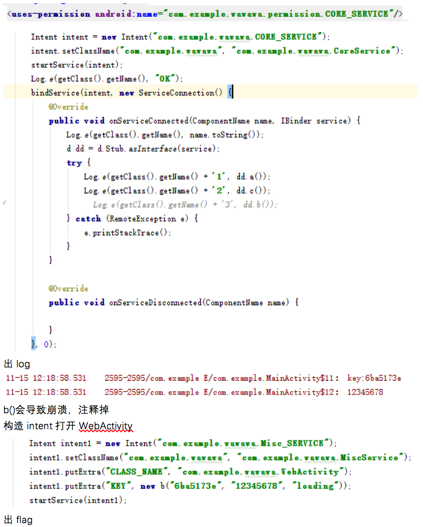 <uses-permission android:name="com.example.wawava.permission.CORE_SERVICE"/>
Intent intent = new Intent("com.example.wawava.CORE_SERVICE");
intent.setClassName("com.example.wawava", "com.example.wawava.CoreService");
startService(intent);
Log.e(getClass().getName(), "OK");
bindService(intent, new ServiceConnection() {
@Override
public void onServiceConnected(ComponentName name, IBinder service) {
Log.e(getClass().getName(), name.toString());
d dd = d.Stub.asInterface(service);
try {
Log.e(getClass().getName() + '1', dd.a());
Log.e(getClass().getName() + '2', dd.c());
Log.e(getClass().getName() + '3', dd.b());
} catch (RemoteException e) {
e.printStackTrace();
}
}
@Override
public void onServiceDisconnected(ComponentName name) {
}
}, 0);
出 log
11-15 12:18:58.531 2595-2595/com.example E/com.example.MainActivity$11: key:6ba5173e
11-15 12:18:58.531 2595-2595/com.example E/com.example.MainActivity$12: 12345678
b()会导致崩溃、注释掉
构造 intent 打开 WebActivity
Intent intent1 = new Intent("com.example.wawava.Misc_SERVICE");
intent1.setClassName("com.example.wawava", "com.example.wawava.MiscService");
intent1.putExtra("CLASS_NAME", "com.example.wawava.WebActivity");
intent1.putExtra("KEY", new b("6ba5173e", "12345678", "loading"));
startService(intent1);
出 flag